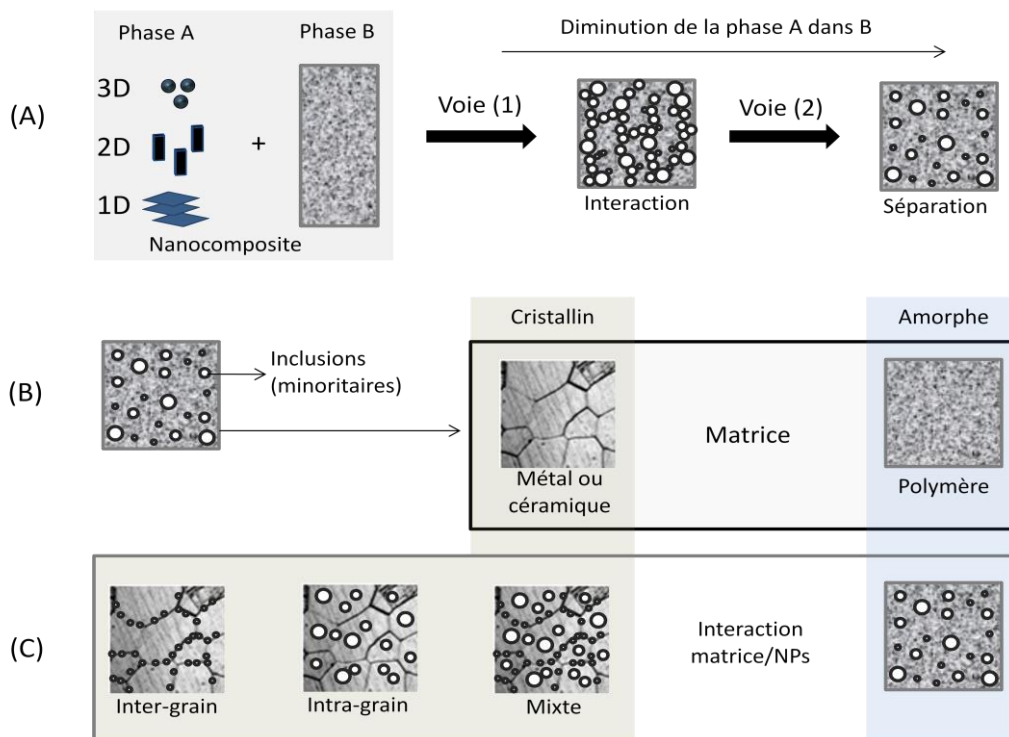 Phase A
Phase B
Diminution de la phase A dans B
(A)
3D
2D
1D
+
Voie (1)
Voie (2)
Interaction
Séparation
Nanocomposite
Cristallin
Amorphe
(B)
Inclusions
(minoritaires)
Matrice
Métal ou
céramique
Polymère
(C)
Interaction
matrice/NPs
Inter-grain
Intra-grain
Mixte